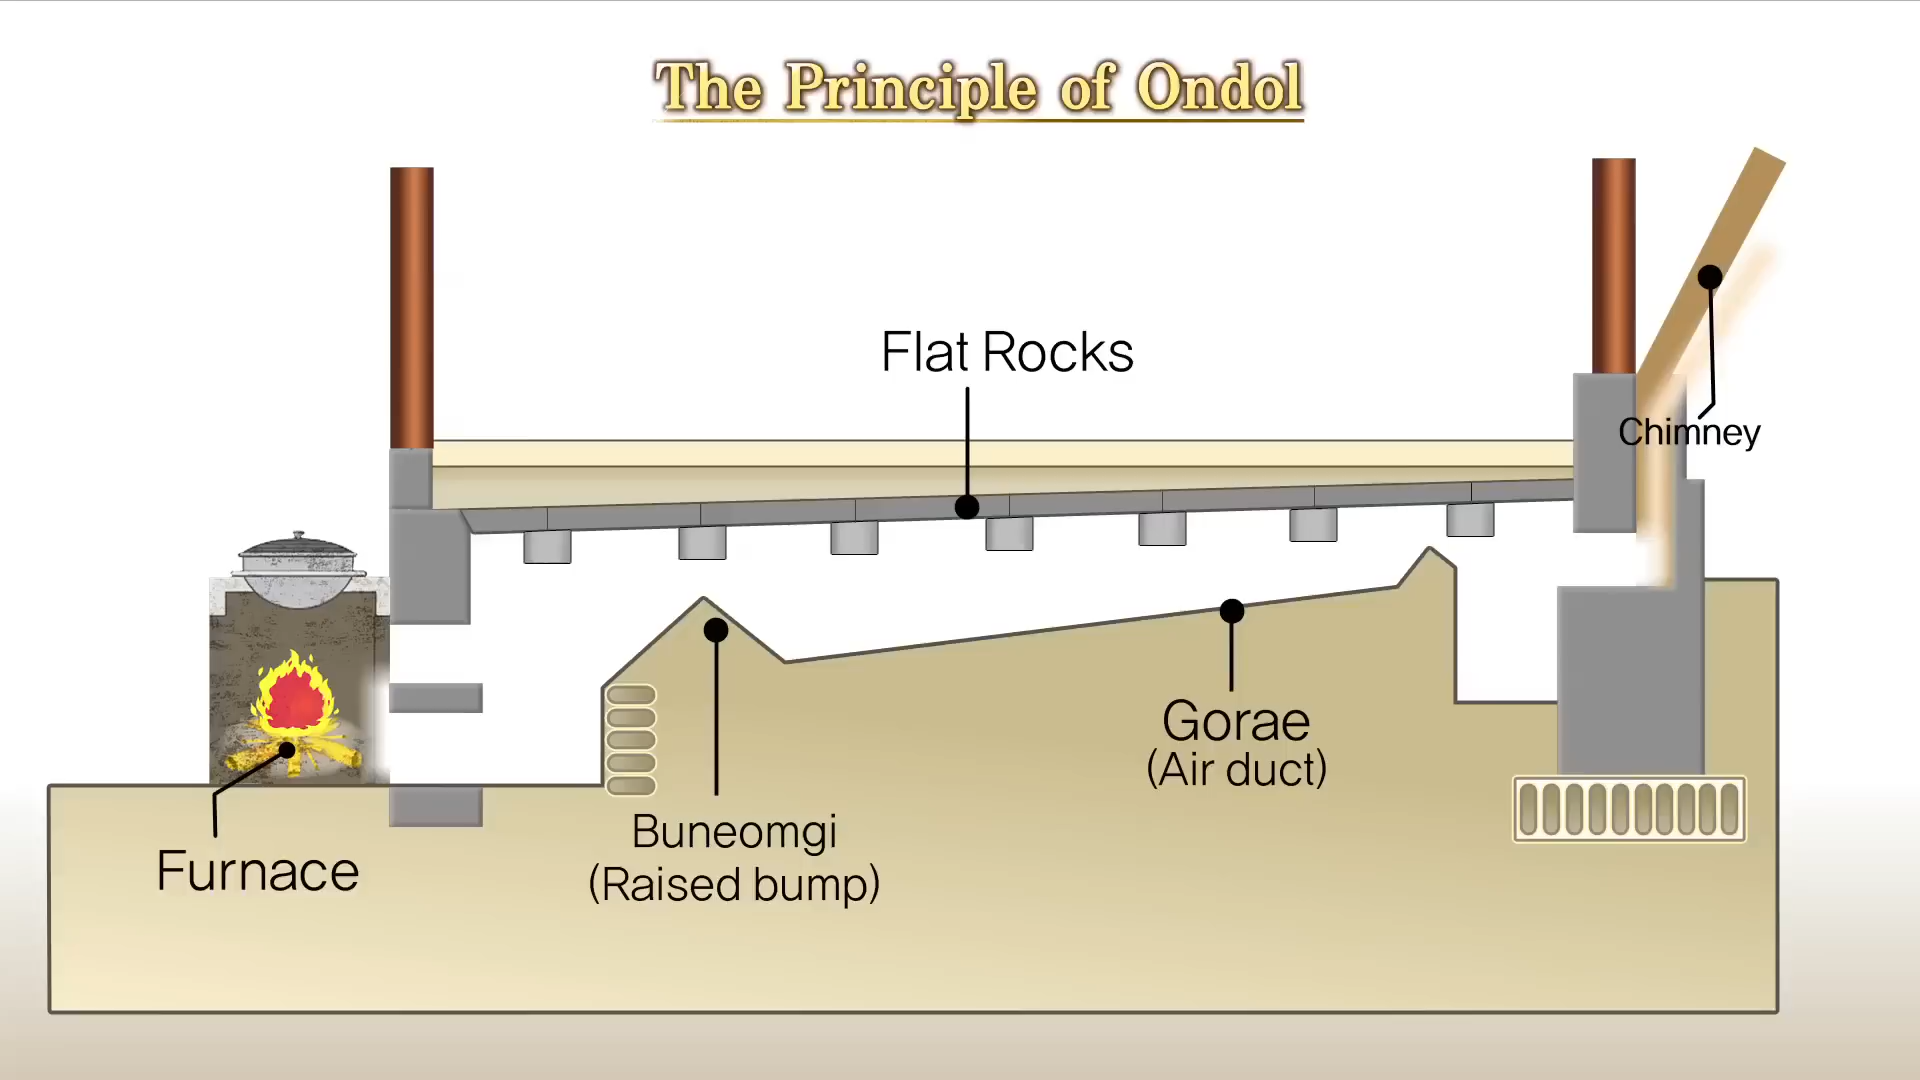 The Principle of Ondol
Flat Rocks
Chimney
Gorae
(Air duct)
Buneomgi
(Raised bump)
Furnace